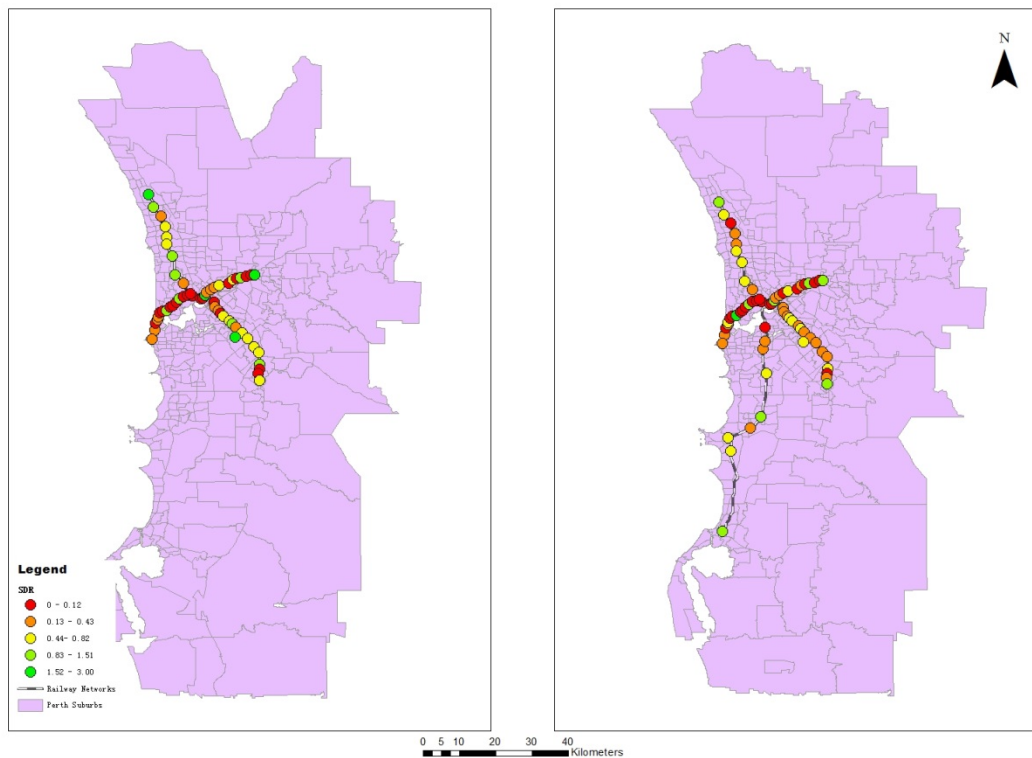 N
Legend
SDR
0 - 0.12
0.13 - 0.43
0.44- 0.82
0.83 - 1.51
1.52 - 3.00
Railway Networks
Perth Suburbs
0 5 10 20 30 40
Kilometers